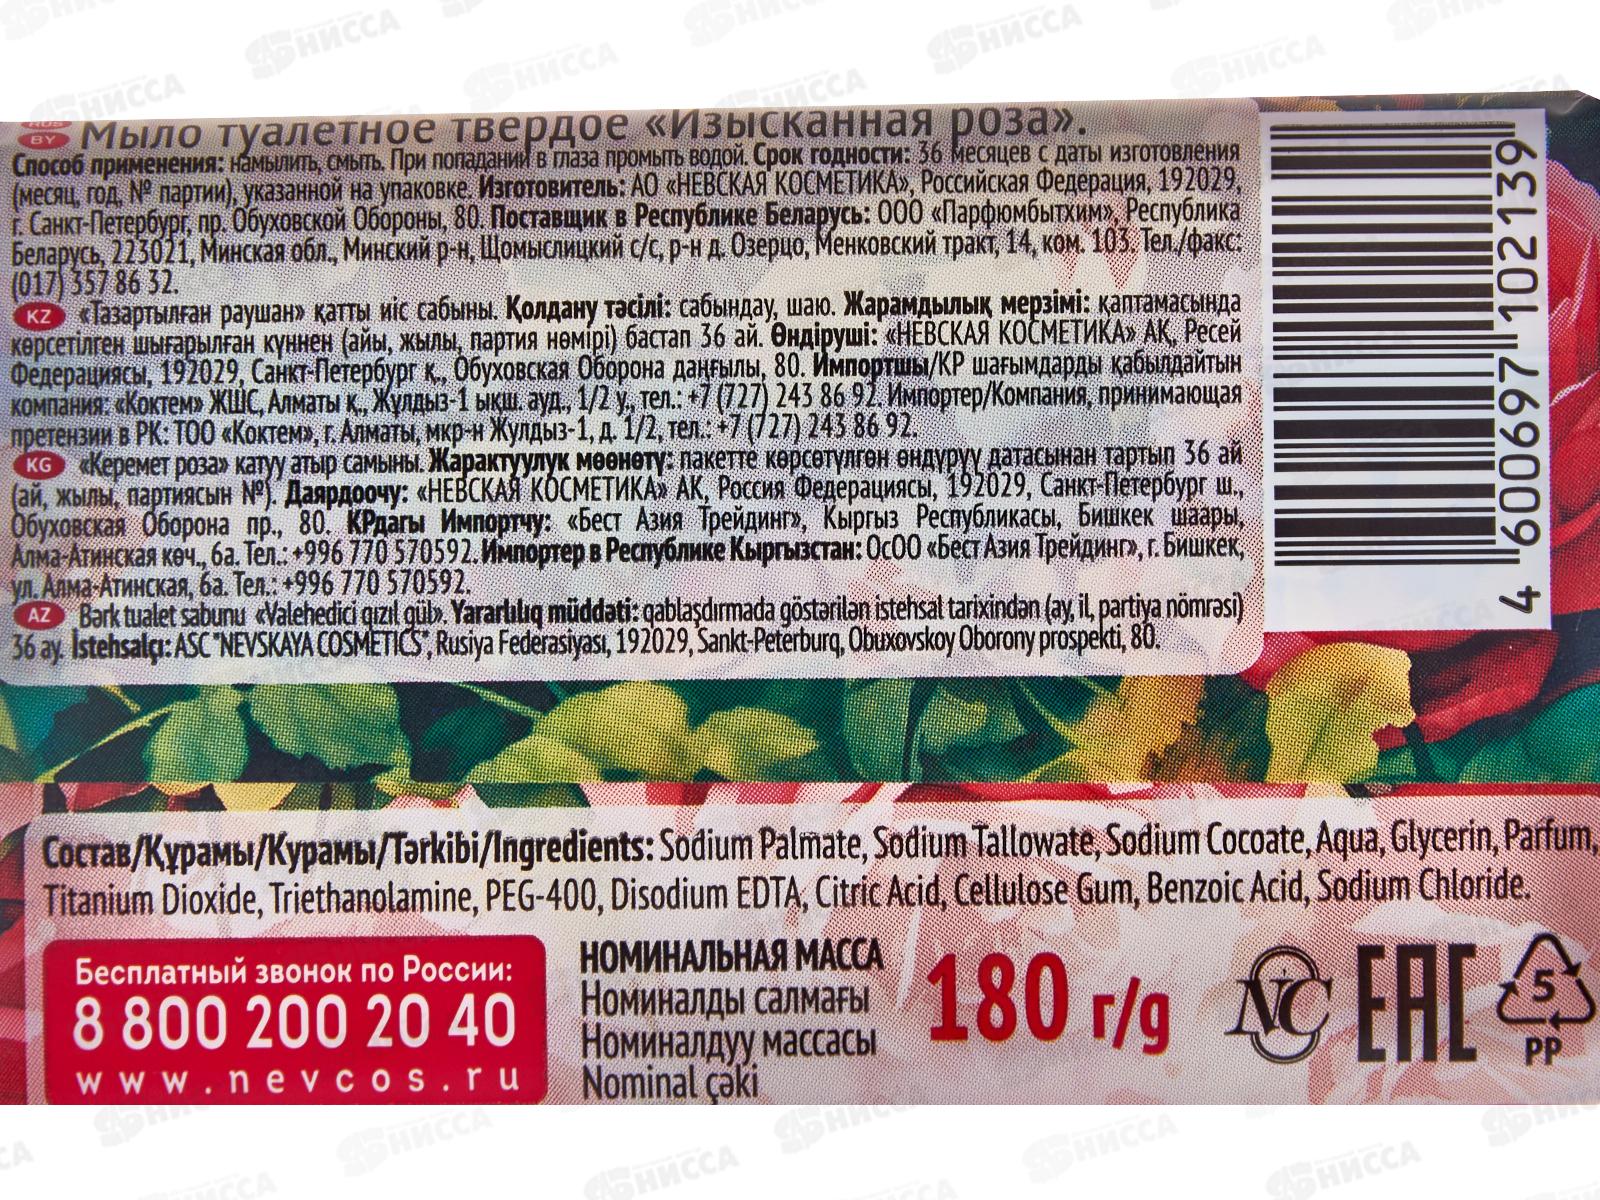 RUS
BY Мыло туалетное твердое «Изысканная роза».
Способ применения: намылить, смыть. При попадании в глаза промыть водой. Срок годности: 36 месяцев с даты изготовления
(месяц, год, № партии), указанной на упаковке. Изготовитель: АО «НЕВСКАЯ КОСМЕТИКА», Российская Федерация, 192029,
г. Санкт-Петербург, пр. Обуховской Обороны, 80. Поставщик в Республике Беларусь: ООО «Парфюмбытхим», Республика
Беларусь, 223021, Минская обл., Минский р-н, Щомыслицкий с/с, р-н д. Озерцо, Менковский тракт, 14, ком. 103. Тел./факс:
(017) 357 86 32.
KZ «Тазартылған раушан» қатты иіс сабыны. Қолдану тәсілі: сабындау, шаю. Жарамдылық мерзімі: қаптамасында
көрсетілген шығарылған күннен (айы, жылы, партия нөмірі) бастап 36 ай. Өндіруші: «НЕВСКАЯ КОСМЕТИКА» АҚ, Ресей
Федерациясы, 192029, Санкт-Петербург қ., Обуховская Оборона даңғылы, 80. Импортшы/КР шағымдарды қабылдайтын
компания: «Коктем» ЖШС, Алматы қ., Жұлдыз-1 ықш. ауд., 1/2 у., тел.: +7 (727) 243 86 92. Импортер/Компания, принимающая
претензии в РК: ТОО «Коктем», г. Алматы, мкр-н Жулдыз-1, д. 1/2, тел.: +7 (727) 243 86 92.
KG «Керемет роза» катуу атыр самыны. Жарактуулук мөөнөтү: пакетте көрсөтүлгөн өндүрүү датасынан тартып 36 ай
(ай, жылы, партиясын №). Даярдоочу: «НЕВСКАЯ КОСМЕТИКА» АК, Россия Федерациясы, 192029, Санкт-Петербург ш.,
Обуховская Оборона пр., 80. КРдагы Импортчу: «Бест Азия Трейдинг», Кыргыз Республикасы, Бишкек шаары,
Алма-Атинская көч., 6а. Тел.: +996 770 570592. Импортер в Республике Кыргызстан: ОсОО «Бест Азия Трейдинг», г. Бишкек,
ул. Алма-Атинская, 6а. Тел.: +996 770 570592.
AZ Bərk tualet sabunu «Valehedici qızıl gül». Yararlılıq müddəti: qablaşdırmada göstərilən istehsal tarixindən (ay, il, partiya nömrəsi)
36 ay. İstehsalçı: ASC "NEVSKAYA COSMETICS", Rusiya Federasiyası, 192029, Sankt-Peterburq, Obuxovskoy Oborony prospekti, 80.
4 600697 102139
Состав/Құрамы/Курамы/Tərkibi/Ingredients: Sodium Palmate, Sodium Tallowate, Sodium Cocoate, Aqua, Glycerin, Parfum,
Titanium Dioxide, Triethanolamine, PEG-400, Disodium EDTA, Citric Acid, Cellulose Gum, Benzoic Acid, Sodium Chloride.
Бесплатный звонок по России:
8 800 200 20 40
www.nevcos.ru
НОМИНАЛЬНАЯ МАССА
Номиналды салмағы
Номиналдуу массасы
Nominal çəki
180 г/g
NC
EAC
5
PP
НИССА